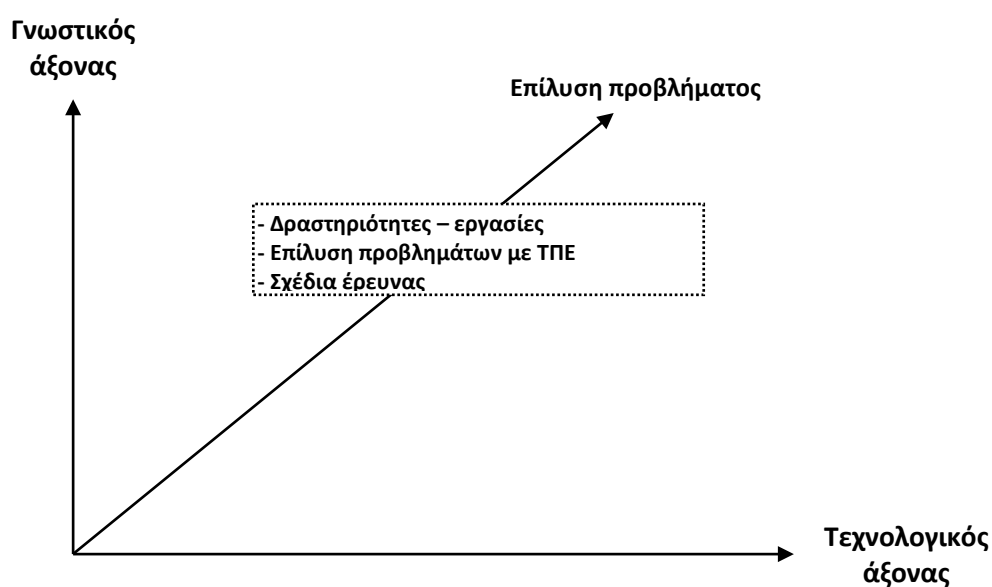 Γνωστικός
άξονας
Επίλυση προβλήματος
- Δραστηριότητες – εργασίες
- Επίλυση προβλημάτων με ΤΠΕ
- Σχέδια έρευνας
Τεχνολογικός
άξονας